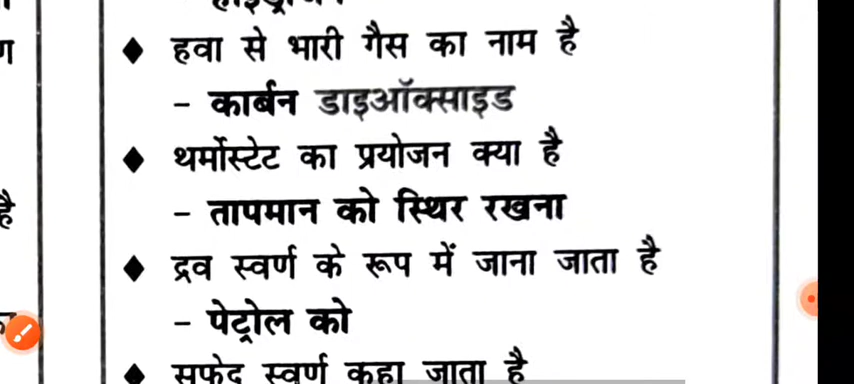 ♦ हवा से भारी गैस का नाम है
– कार्बन डाइऑक्साइड
♦ थर्मोस्टेट का प्रयोजन क्या है
– तापमान को स्थिर रखना
♦ द्रव स्वर्ण के रूप में जाना जाता है
– पेट्रोल को
♦ सफेद स्वर्ण कहा जाता है